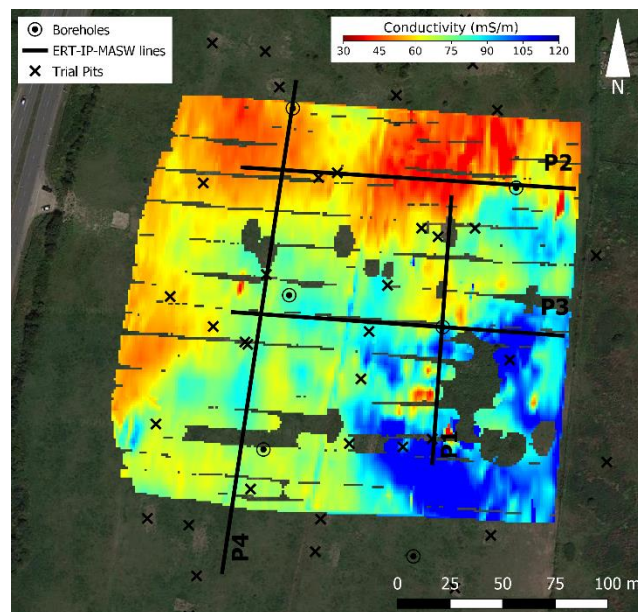 Boreholes
ERT-IP-MASW lines
Trial Pits
Conductivity (mS/m)
30 45 60 75 90 105 120
N
P2
P3
P1
P4
0 25 50 75 100 m